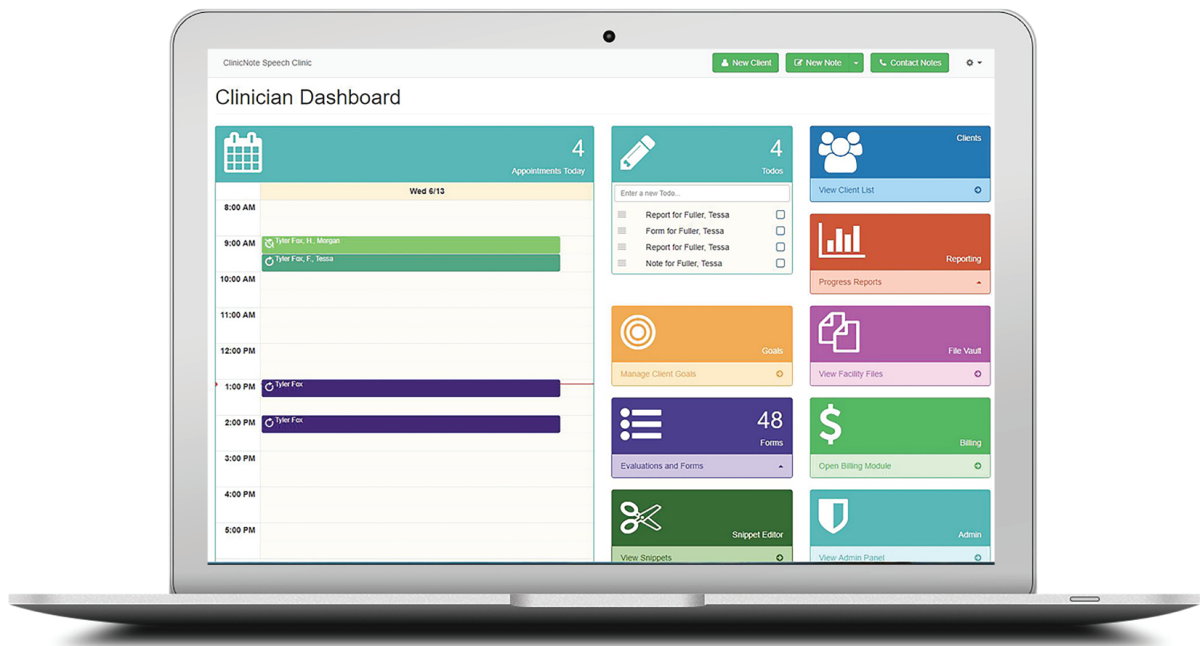 ClinicNote Speech Clinic
New Client
New Note
Contact Notes
Clinician Dashboard
4
Appointments Today
Wed 6/13
8:00 AM
9:00 AM
Tyler Fox, H., Morgan
Tyler Fox, F., Tessa
10:00 AM
11:00 AM
12:00 PM
1:00 PM
Tyler Fox
2:00 PM
Tyler Fox
3:00 PM
4:00 PM
5:00 PM
4
Todos
Enter a new Todo...
Report for Fuller, Tessa
Form for Fuller, Tessa
Report for Fuller, Tessa
Note for Fuller, Tessa
Goals
Manage Client Goals
48
Forms
Evaluations and Forms
Snippet Editor
View Snippets
Clients
View Client List
Reporting
Progress Reports
File Vault
View Facility Files
Billing
Open Billing Module
Admin
View Admin Panel